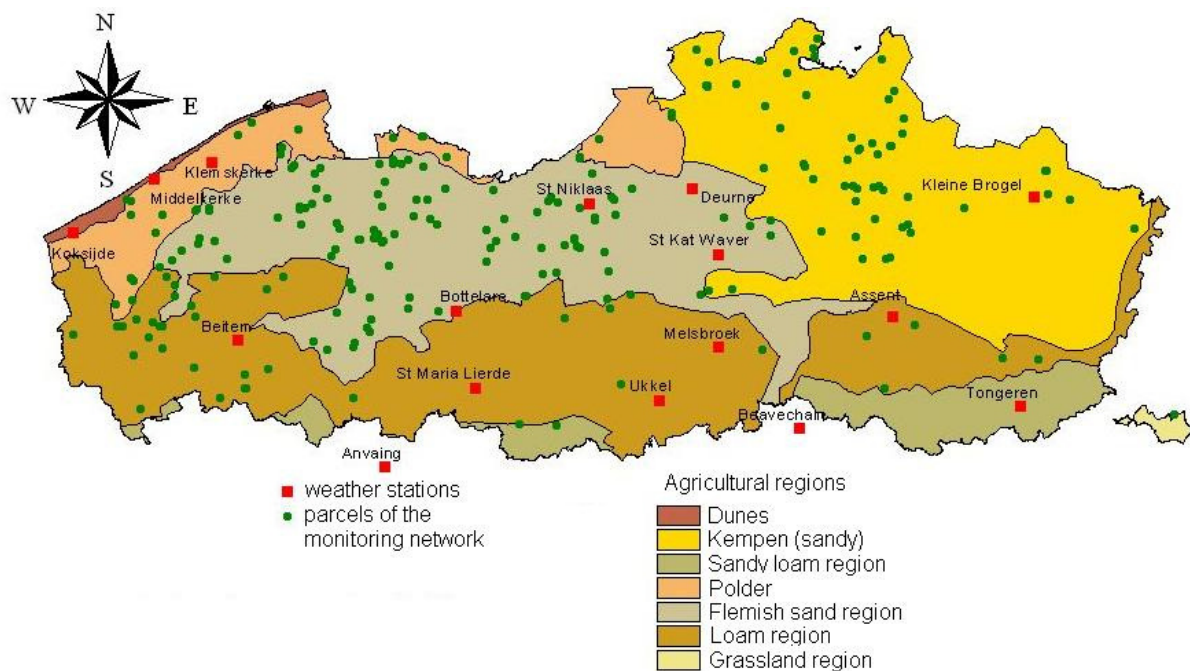 N
W
E
S
Klemskerke
Middelkerke
Koksijde
St Niklaas
Deurne
St Kat Waver
Kleine Brogel
Bottelare
Assent
Beitem
Melsbroek
St Maria Lierde
Ukkel
Tongeren
Beavechain
Anvaing
weather stations
parcels of the
monitoring network
Agricultural regions
Dunes
Kempen (sandy)
Sandy loam region
Polder
Flemish sand region
Loam region
Grassland region